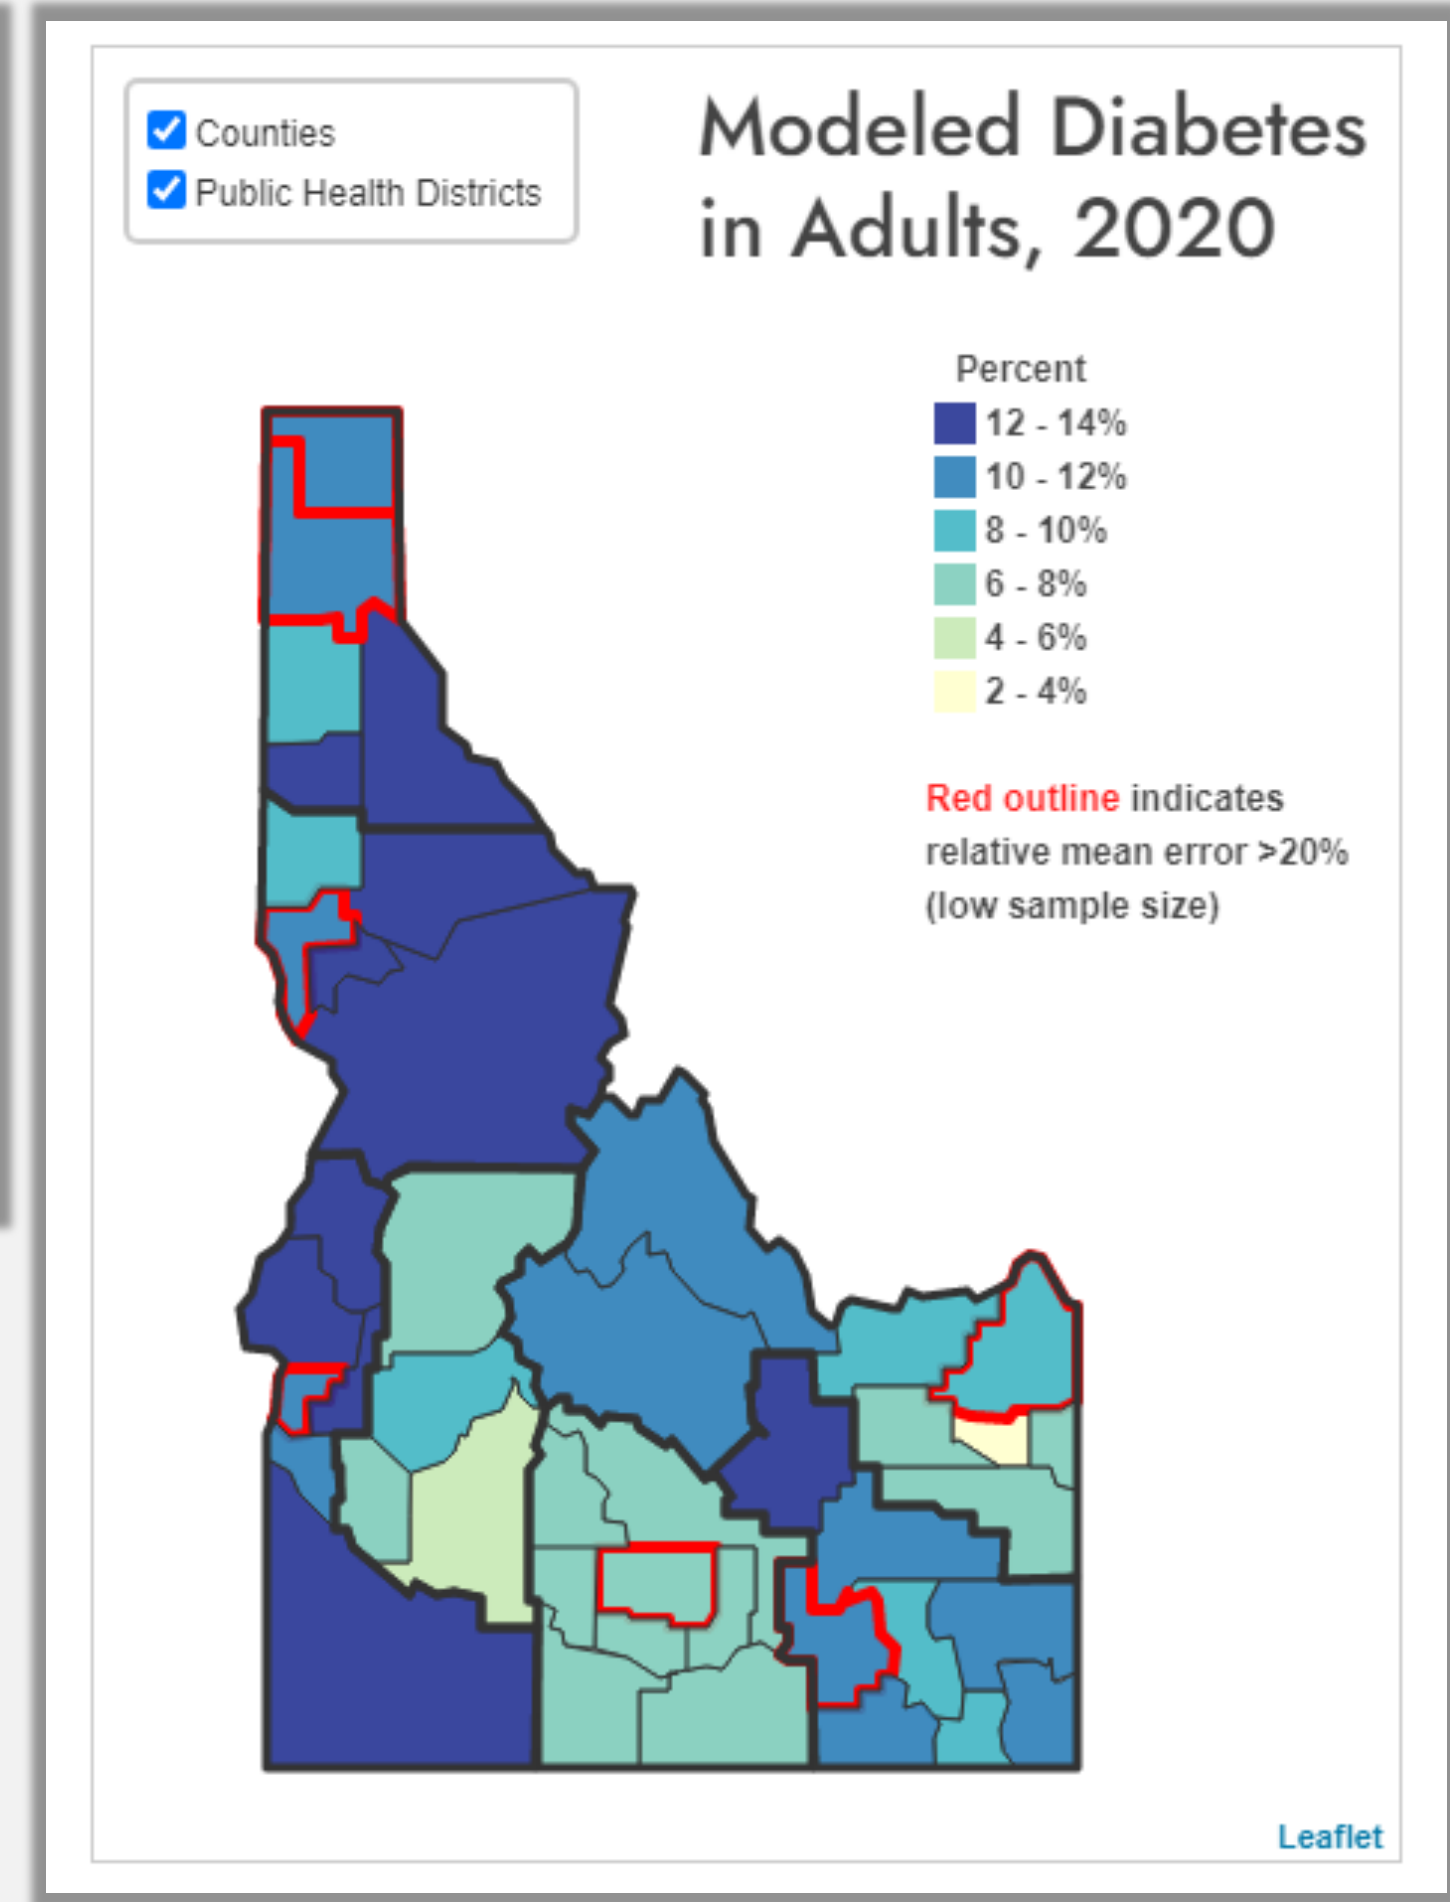 Counties
Public Health Districts
Modeled Diabetes
in Adults, 2020
Percent
12 - 14%
10 - 12%
8 - 10%
6 - 8%
4 - 6%
2 - 4%
Red outline indicates
relative mean error >20%
(low sample size)
Leaflet